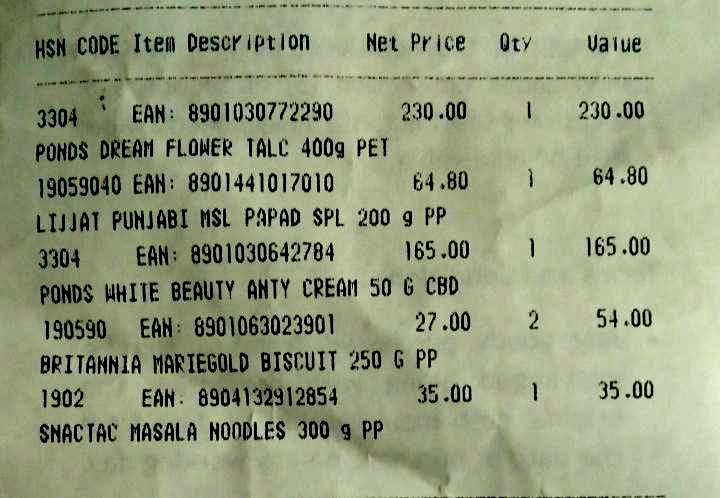 HSN CODE Item Description Net Price Qty Value
3304 EAN: 8901030772290 230.00 1 230.00
PONDS DREAM FLOWER TALC 400g PET
19059040 EAN: 8901441017010 64.80 1 64.80
LIJJAT PUNJABI MSL PAPAD SPL 200 g PP
3304 EAN: 8901030642784 165.00 1 165.00
PONDS WHITE BEAUTY ANTY CREAM 50 G CBD
190590 EAN: 8901063023901 27.00 2 54.00
BRITANNIA MARIEGOLD BISCUIT 250 G PP
1902 EAN: 8904132912854 35.00 1 35.00
SNACTAC MASALA NOODLES 300 g PP